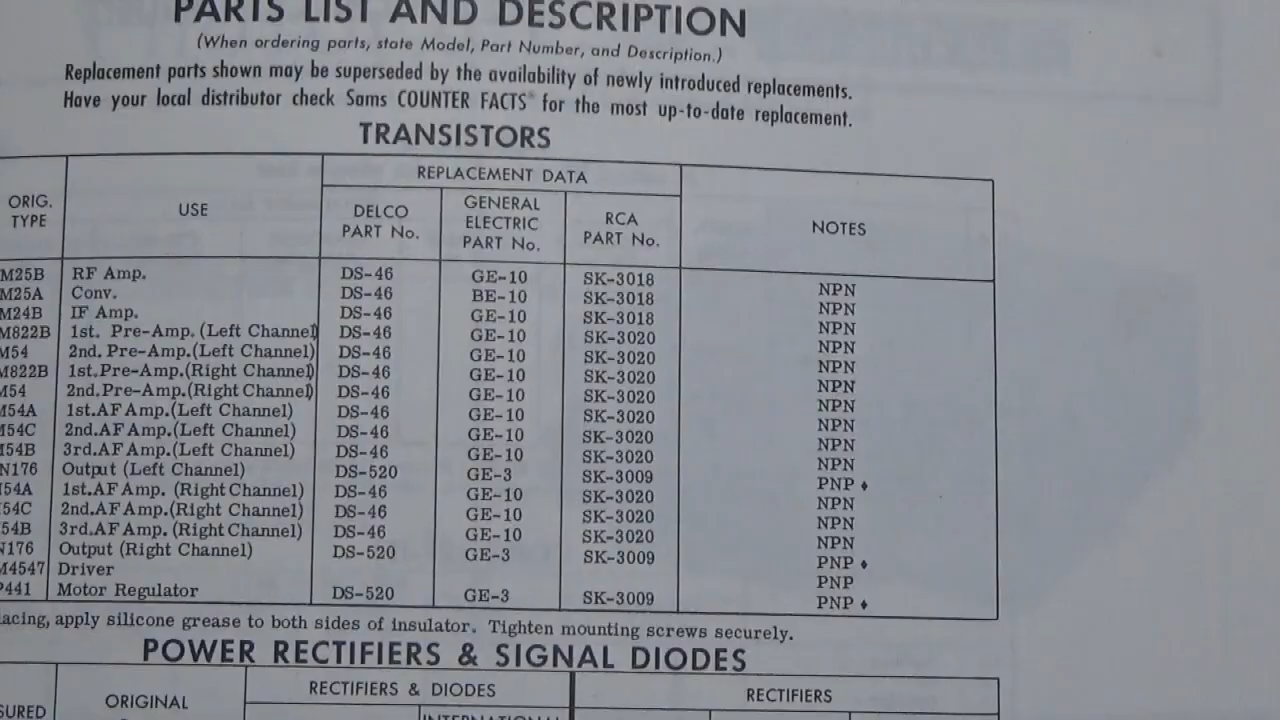 PARTS LIST AND DESCRIPTION
(When ordering parts, state Model, Part Number, and Description.)
Replacement parts shown may be superseded by the availability of newly introduced replacements.
Have your local distributor check Sams COUNTER FACTS® for the most up-to-date replacement.
TRANSISTORS
ORIG. TYPE USE REPLACEMENT DATA NOTES
DELCO PART No. GENERAL ELECTRIC PART No. RCA PART No.
M25B RF Amp. DS-46 GE-10 SK-3018 NPN
M25A Conv. DS-46 BE-10 SK-3018 NPN
M24B IF Amp. DS-46 GE-10 SK-3018 NPN
M822B 1st. Pre-Amp. (Left Channel) DS-46 GE-10 SK-3020 NPN
M54 2nd. Pre-Amp.(Left Channel) DS-46 GE-10 SK-3020 NPN
M822B 1st.Pre-Amp.(Right Channel) DS-46 GE-10 SK-3020 NPN
M54 2nd.Pre-Amp.(Right Channel) DS-46 GE-10 SK-3020 NPN
M54A 1st.AF Amp.(Left Channel) DS-46 GE-10 SK-3020 NPN
M54C 2nd.AF Amp.(Left Channel) DS-46 GE-10 SK-3020 NPN
M54B 3rd.AF Amp.(Left Channel) DS-46 GE-10 SK-3020 NPN
N176 Output (Left Channel) DS-520 GE-3 SK-3009 PNP ♦
54A 1st.AF Amp. (Right Channel) DS-46 GE-10 SK-3020 NPN
54C 2nd.AF Amp.(Right Channel) DS-46 GE-10 SK-3020 NPN
54B 3rd.AF Amp.(Right Channel) DS-46 GE-10 SK-3020 NPN
N176 Output (Right Channel) DS-520 GE-3 SK-3009 PNP ♦
M4547 Driver PNP
P441 Motor Regulator DS-520 GE-3 SK-3009 PNP ♦
lacing, apply silicone grease to both sides of insulator. Tighten mounting screws securely.
POWER RECTIFIERS & SIGNAL DIODES
SURED ORIGINAL RECTIFIERS & DIODES RECTIFIERS
INTERNATIONAL